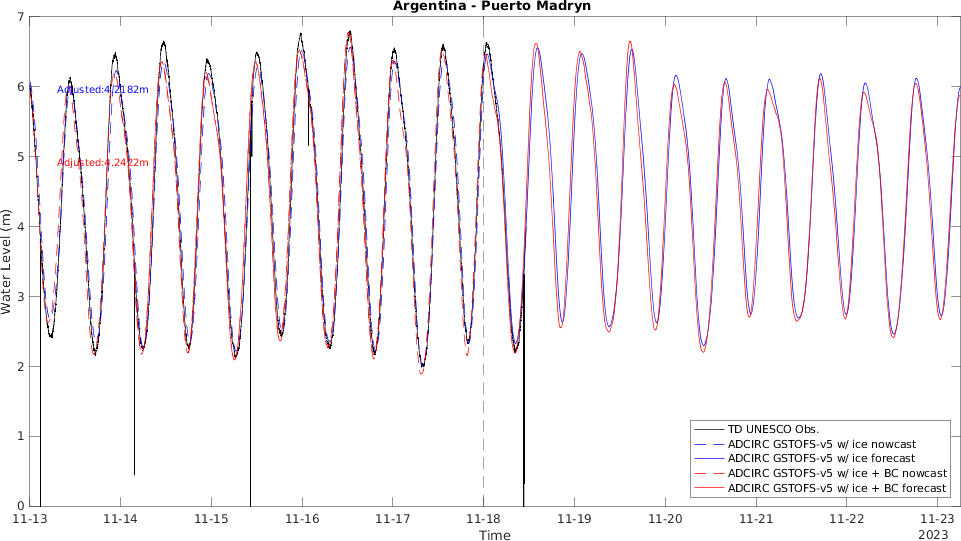 Argentina - Puerto Madryn
7
6
5
4
3
2
1
0
Water Level (m)
Adjusted:4.2182m
Adjusted:4.2422m
TD UNESCO Obs.
ADCIRC GSTOFS-v5 w/ ice nowcast
ADCIRC GSTOFS-v5 w/ ice forecast
ADCIRC GSTOFS-v5 w/ ice + BC nowcast
ADCIRC GSTOFS-v5 w/ ice + BC forecast
11-13 11-14 11-15 11-16 11-17 11-18 11-19 11-20 11-21 11-22 11-23
Time
2023